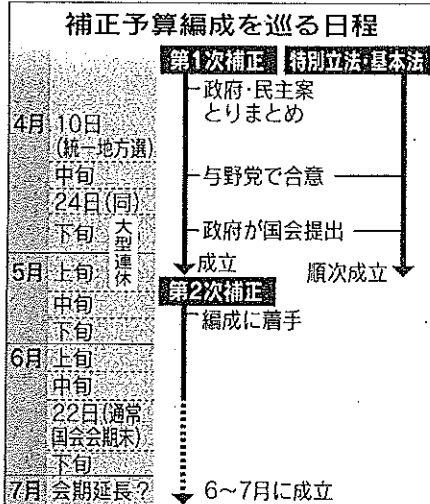 補正予算編成を巡る日程
第1次補正
特別立法・基本法
政府・民主案
とりまとめ
4月 10日
(統一地方選)
中旬
与野党で合意
24日(同)
下旬
大型連休
政府が国会提出
5月 上旬
成立
順次成立
第2次補正
中旬
編成に着手
下旬
6月 上旬
中旬
22日(通常
国会会期末)
下旬
7月 会期延長?
6〜7月に成立